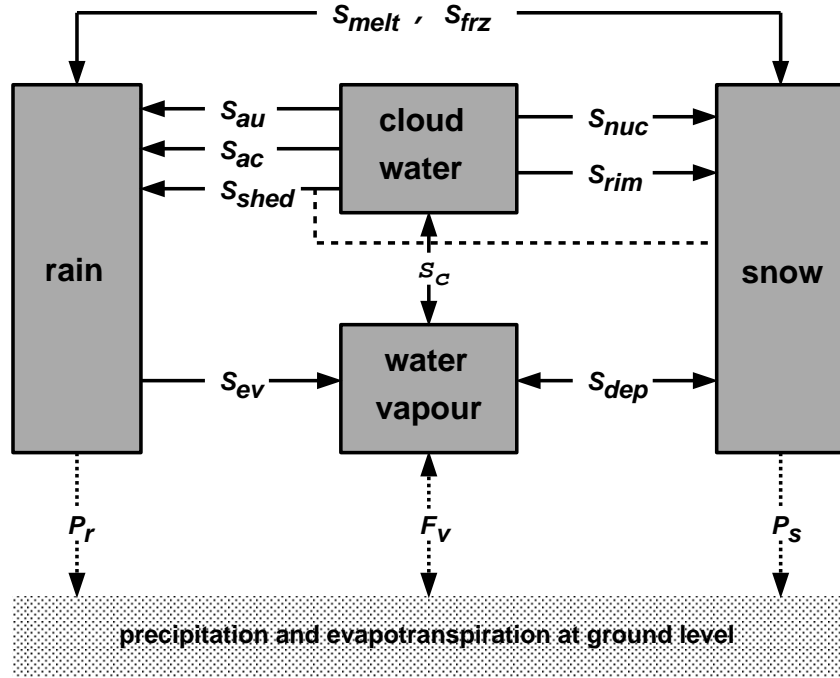 S_melt , S_frz
S_au
cloud
water
S_nuc
S_ac
S_rim
S_shed
rain
S_c
snow
water
vapour
S_ev
S_dep
P_r
F_v
P_s
precipitation and evapotranspiration at ground level